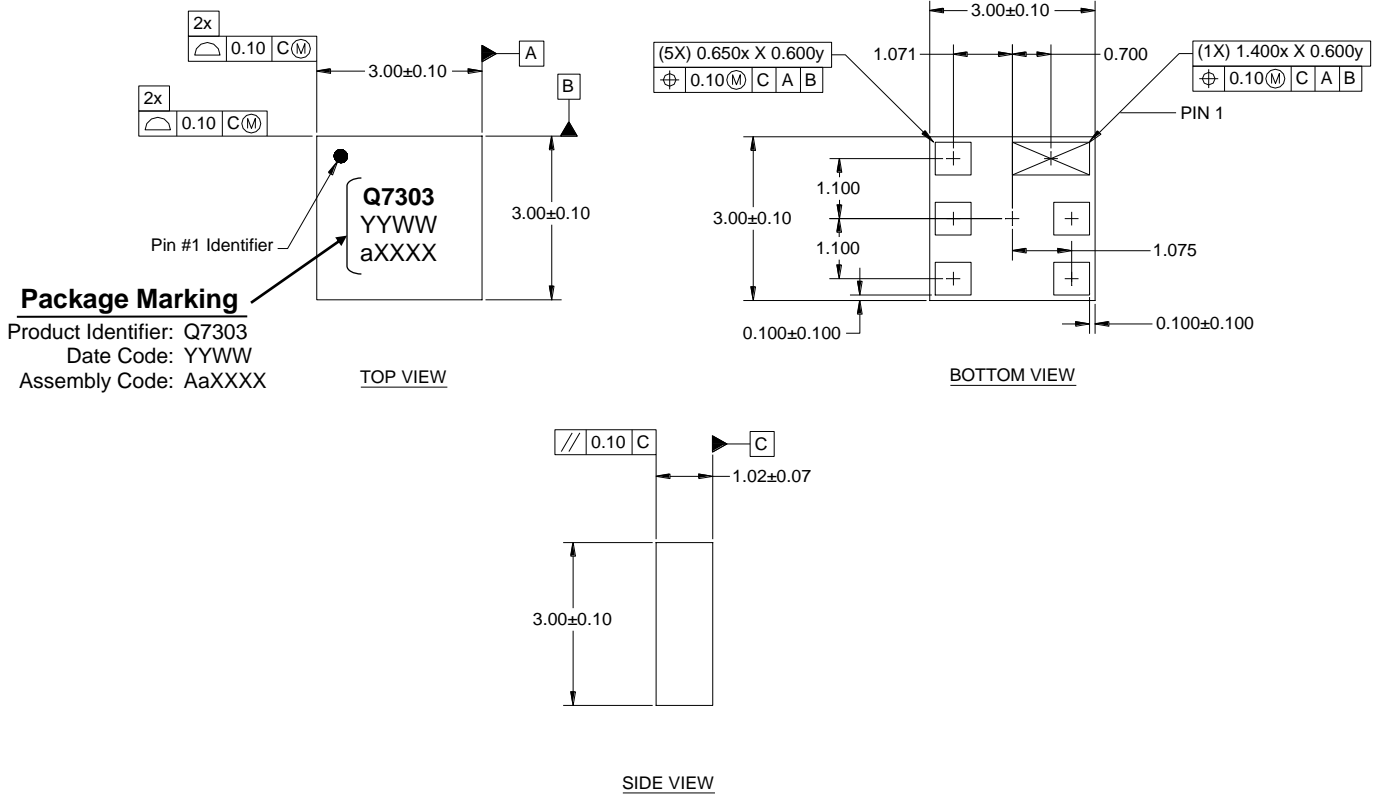 2x
⌓ 0.10 CⓂ
A
3.00±0.10
2x
⌓ 0.10 CⓂ
B
3.00±0.10
Q7303
YYWW
aXXXX
Pin #1 Identifier
Package Marking
Product Identifier: Q7303
Date Code: YYWW
Assembly Code: AaXXXX
TOP VIEW
3.00±0.10
(5X) 0.650x X 0.600y
⌖ 0.10Ⓜ C A B
1.071
0.700
(1X) 1.400x X 0.600y
⌖ 0.10Ⓜ C A B
PIN 1
1.100
3.00±0.10
1.100
1.075
0.100±0.100
0.100±0.100
BOTTOM VIEW
// 0.10 C
C
1.02±0.07
3.00±0.10
SIDE VIEW